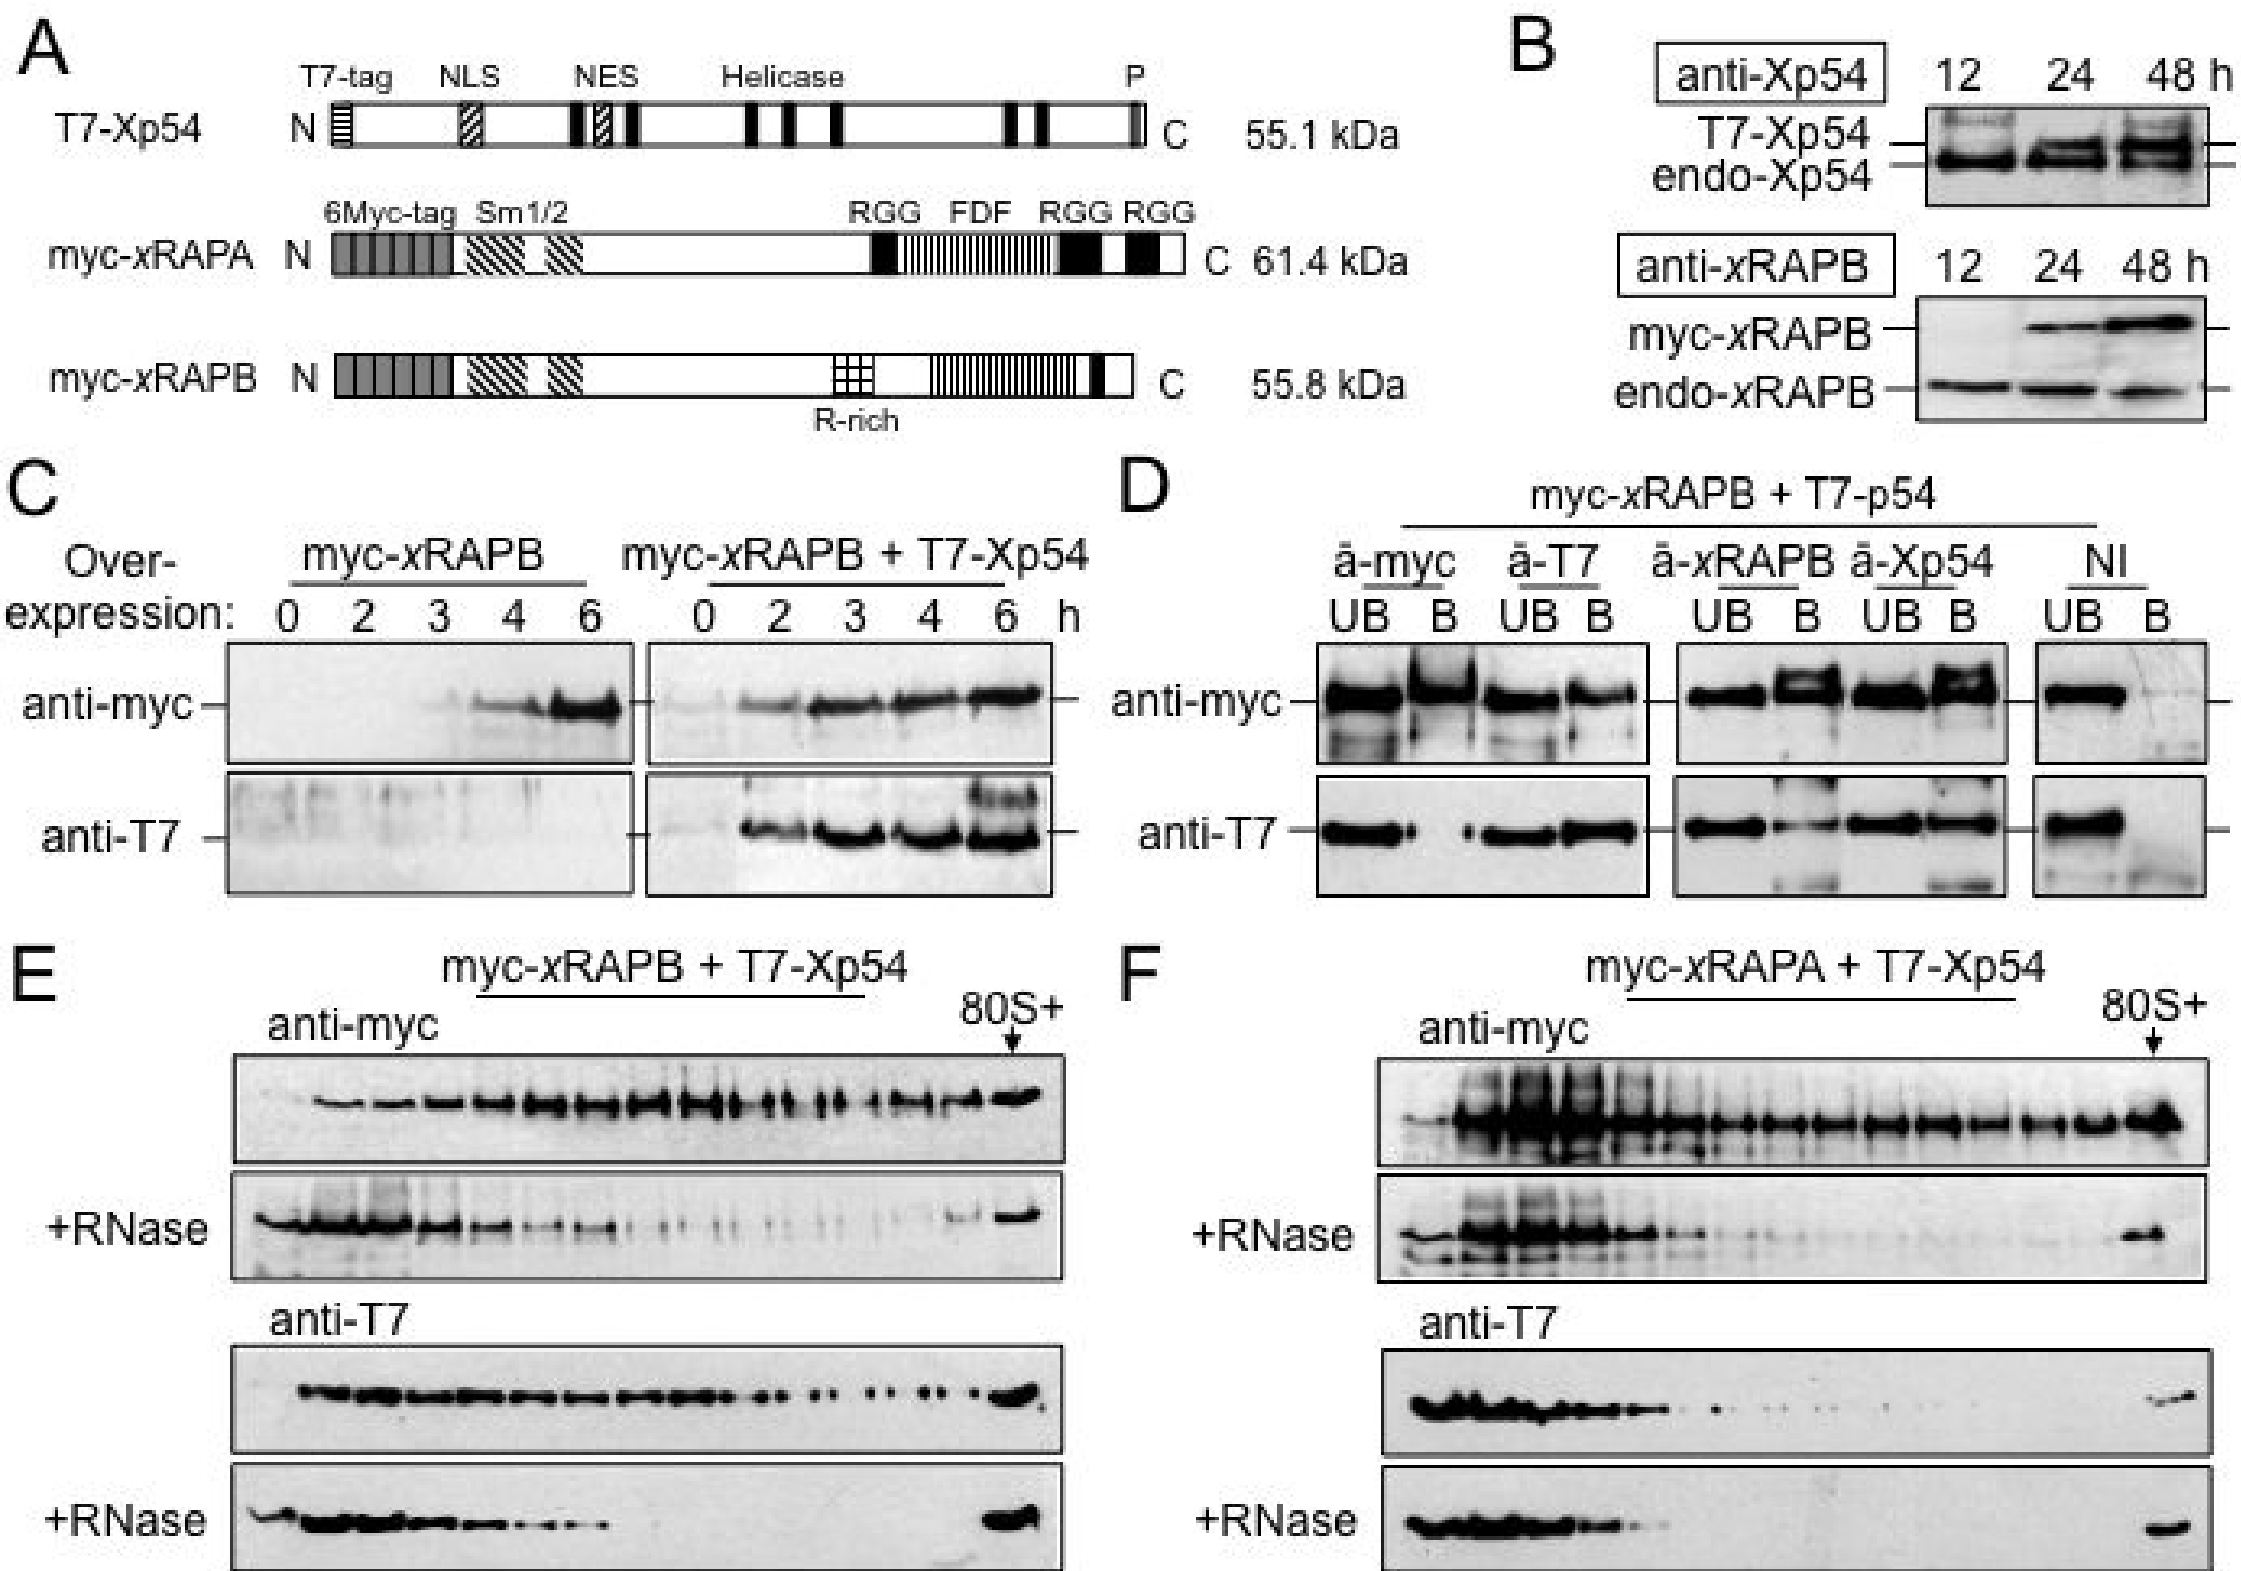 A
T7-tag NLS NES Helicase P
T7-Xp54 N C 55.1 kDa
6Myc-tag Sm1/2 RGG FDF RGG RGG
myc-xRAPA N C 61.4 kDa
myc-xRAPB N C 55.8 kDa
R-rich
B
anti-Xp54 12 24 48 h
T7-Xp54
endo-Xp54
anti-xRAPB 12 24 48 h
myc-xRAPB
endo-xRAPB
C
Over-expression:
myc-xRAPB myc-xRAPB + T7-Xp54
0 2 3 4 6 0 2 3 4 6 h
anti-myc
anti-T7
D
myc-xRAPB + T7-p54
ā-myc ā-T7 ā-xRAPB ā-Xp54 NI
UB B UB B UB B UB B UB B
anti-myc
anti-T7
E
myc-xRAPB + T7-Xp54
anti-myc 80S+
+RNase
anti-T7
+RNase
F
myc-xRAPA + T7-Xp54
anti-myc 80S+
+RNase
anti-T7
+RNase